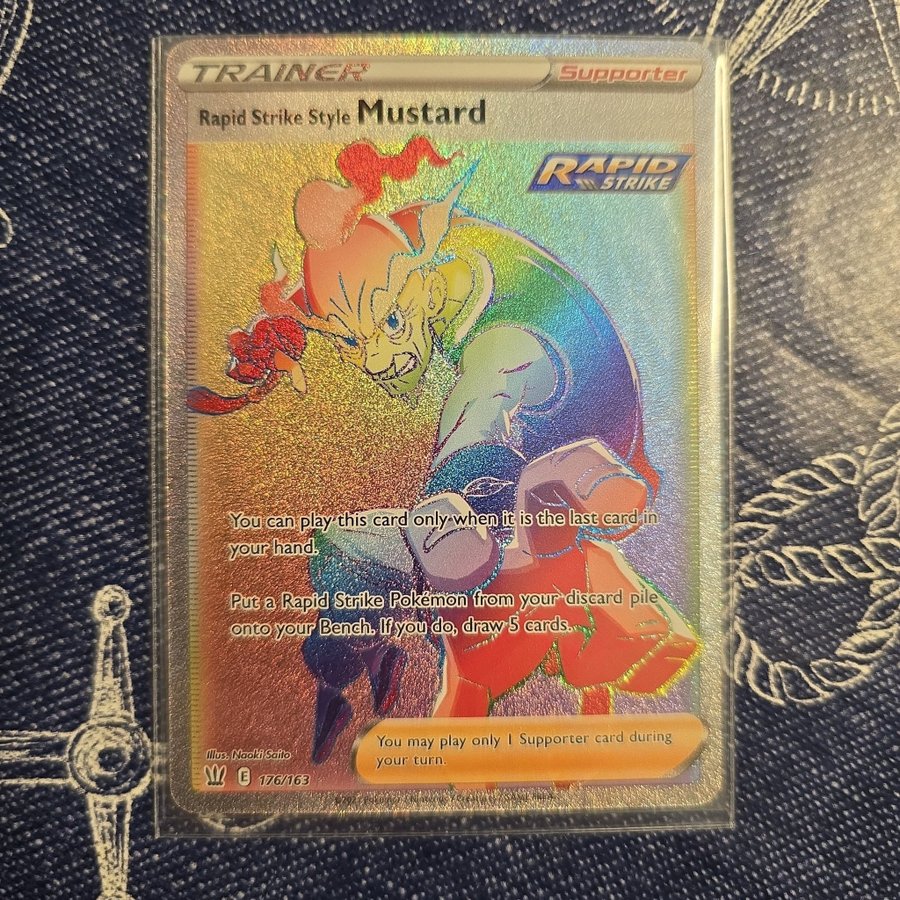 TRAINER Supporter
Rapid Strike Style Mustard
RAPID
STRIKE
You can play this card only when it is the last card in
your hand.
Put a Rapid Strike Pokémon from your discard pile
onto your Bench. If you do, draw 5 cards.
You may play only 1 Supporter card during
your turn.
Illus. Naoki Saito
E 176/163